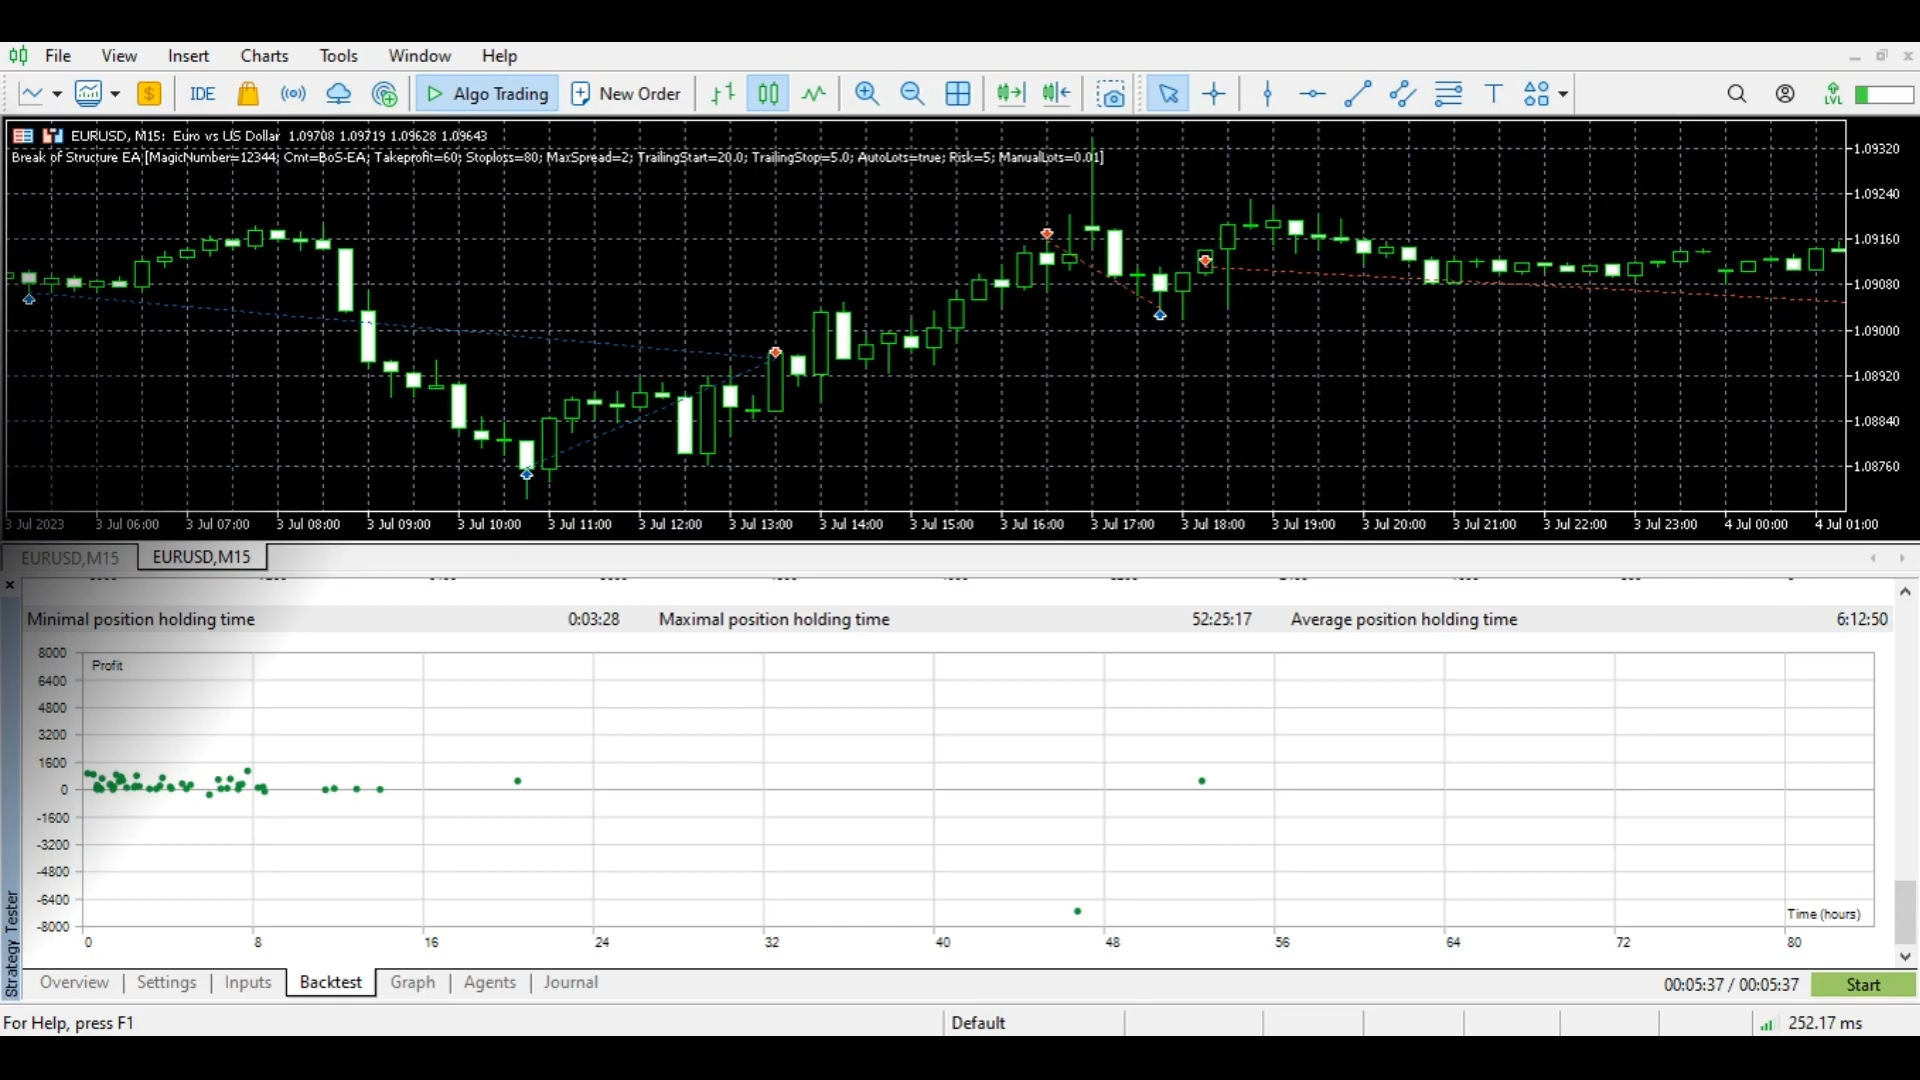 File View Insert Charts Tools Window Help
IDE Algo Trading New Order LVL
EURUSD, M15: Euro vs US Dollar 1.09708 1.09719 1.09628 1.09643
Break of Structure EA [MagicNumber=12344; Cmt=BoS-EA; Takeprofit=60; Stoploss=80; MaxSpread=2; TrailingStart=20.0; TrailingStop=5.0; AutoLots=true; Risk=5; ManualLots=0.01]
1.09320
1.09240
1.09160
1.09080
1.09000
1.08920
1.08840
1.08760
3 Jul 2023 3 Jul 06:00 3 Jul 07:00 3 Jul 08:00 3 Jul 09:00 3 Jul 10:00 3 Jul 11:00 3 Jul 12:00 3 Jul 13:00 3 Jul 14:00 3 Jul 15:00 3 Jul 16:00 3 Jul 17:00 3 Jul 18:00 3 Jul 19:00 3 Jul 20:00 3 Jul 21:00 3 Jul 22:00 3 Jul 23:00 4 Jul 00:00 4 Jul 01:00
EURUSD,M15 EURUSD,M15
Minimal position holding time 0:03:28 Maximal position holding time 52:25:17 Average position holding time 6:12:50
Profit
8000
6400
4800
3200
1600
0
-1600
-3200
-4800
-6400
-8000
Time (hours)
0 8 16 24 32 40 48 56 64 72 80
Strategy Tester
Overview Settings Inputs Backtest Graph Agents Journal 00:05:37 / 00:05:37 Start
For Help, press F1 Default 252.17 ms